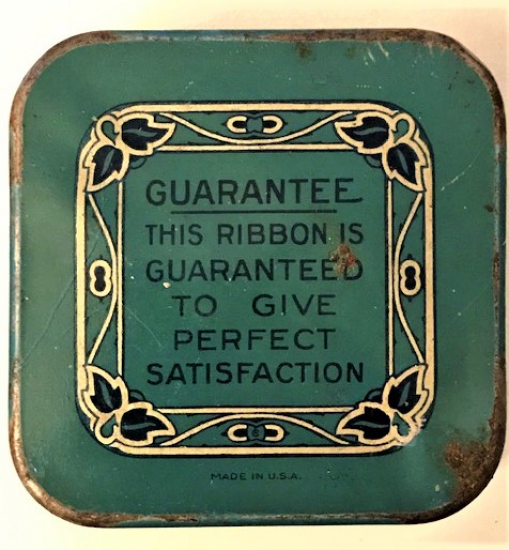 GUARANTEE
THIS RIBBON IS
GUARANTEED
TO GIVE
PERFECT
SATISFACTION
MADE IN U.S.A.